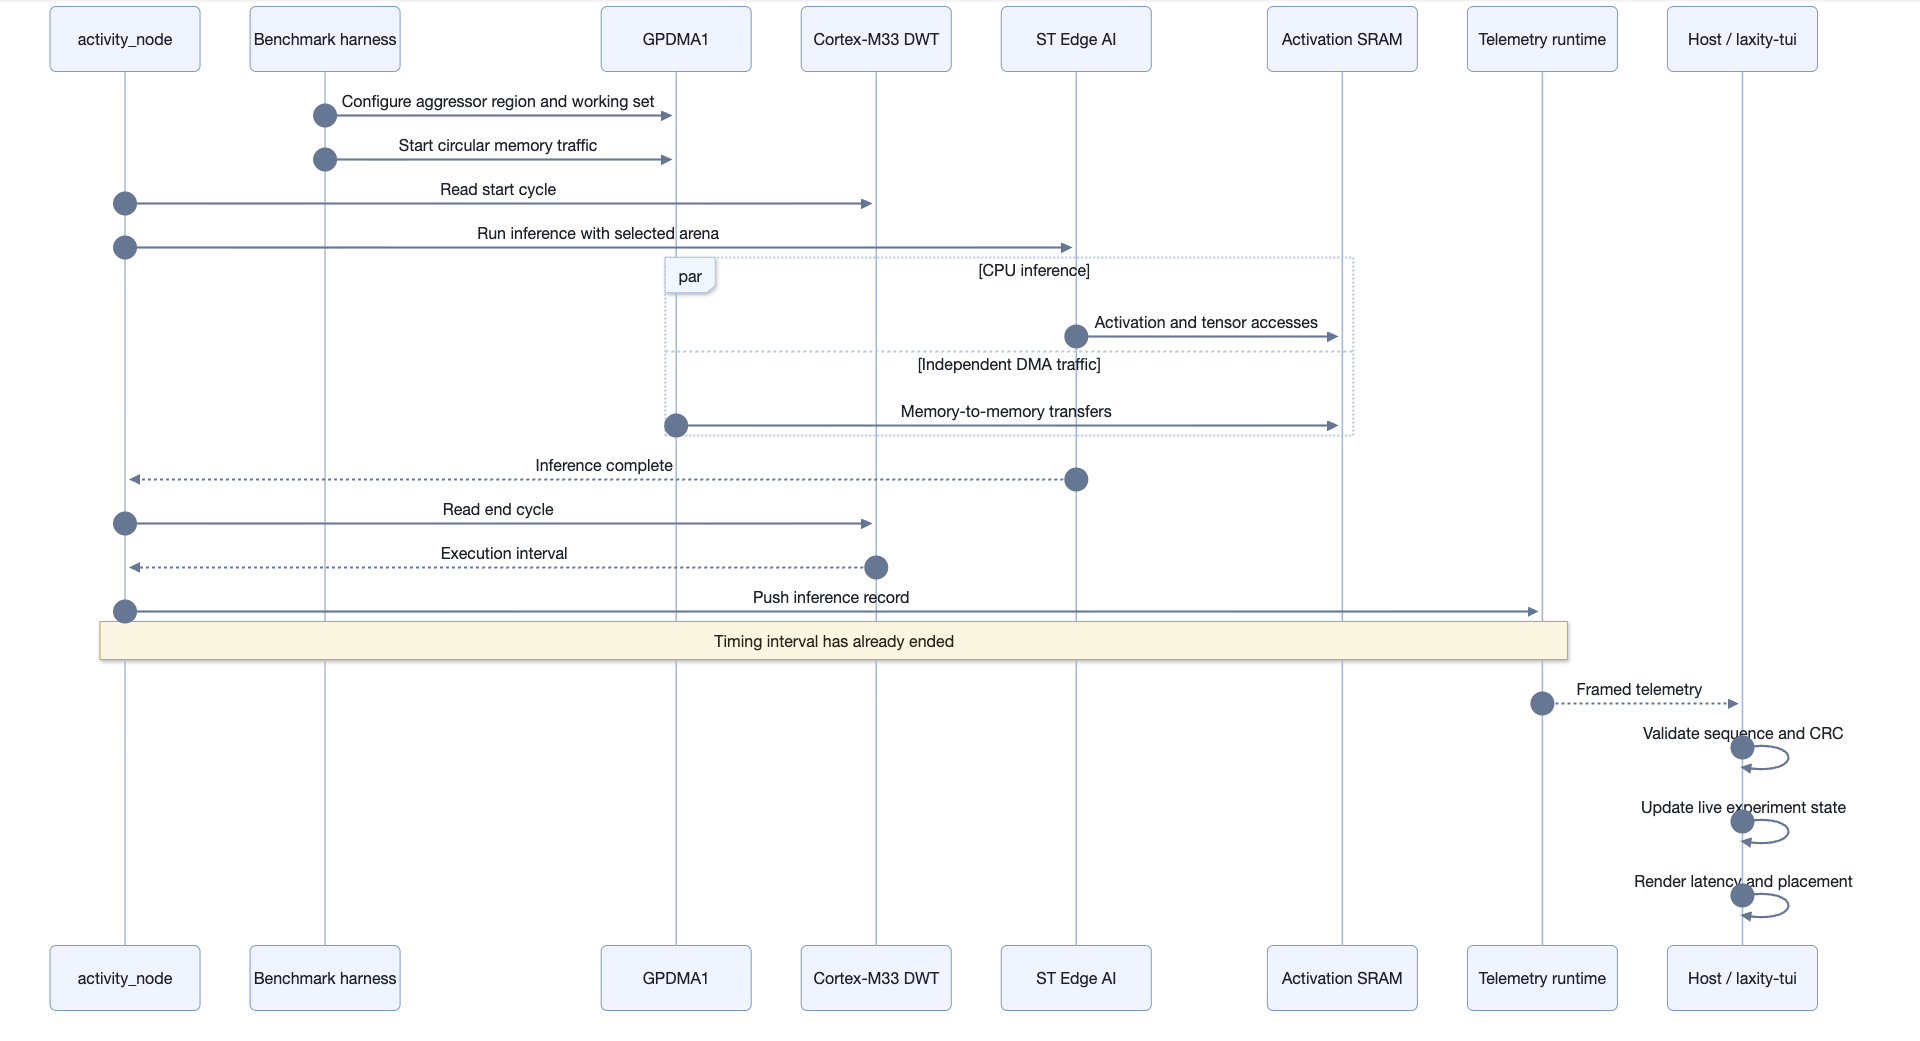 activity_node
Benchmark harness
GPDMA1
Cortex-M33 DWT
ST Edge AI
Activation SRAM
Telemetry runtime
Host / laxity-tui
Configure aggressor region and working set
Start circular memory traffic
Read start cycle
Run inference with selected arena
par
[CPU inference]
Activation and tensor accesses
[Independent DMA traffic]
Memory-to-memory transfers
Inference complete
Read end cycle
Execution interval
Push inference record
Timing interval has already ended
Framed telemetry
Validate sequence and CRC
Update live experiment state
Render latency and placement
activity_node
Benchmark harness
GPDMA1
Cortex-M33 DWT
ST Edge AI
Activation SRAM
Telemetry runtime
Host / laxity-tui